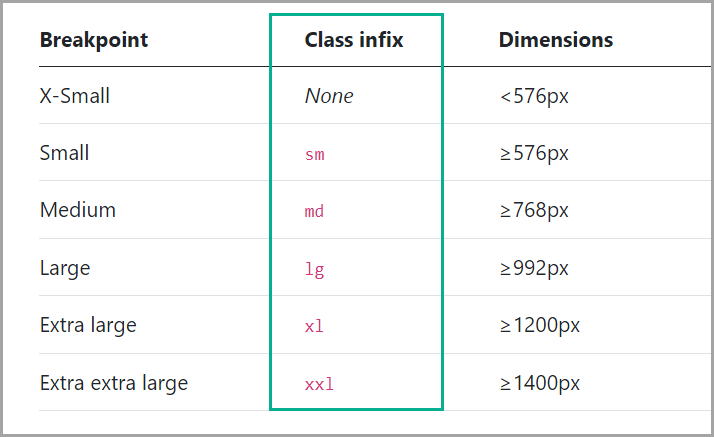 Breakpoint Class infix Dimensions
X-Small None <576px
Small sm ≥576px
Medium md ≥768px
Large lg ≥992px
Extra large xl ≥1200px
Extra extra large xxl ≥1400px